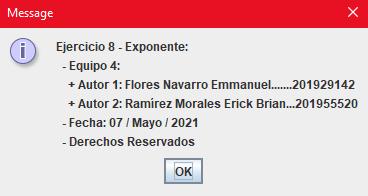 Message
Ejercicio 8 - Exponente:
- Equipo 4:
+ Autor 1: Flores Navarro Emmanuel.......201929142
+ Autor 2: Ramírez Morales Erick Brian...201955520
- Fecha: 07 / Mayo / 2021
- Derechos Reservados
OK